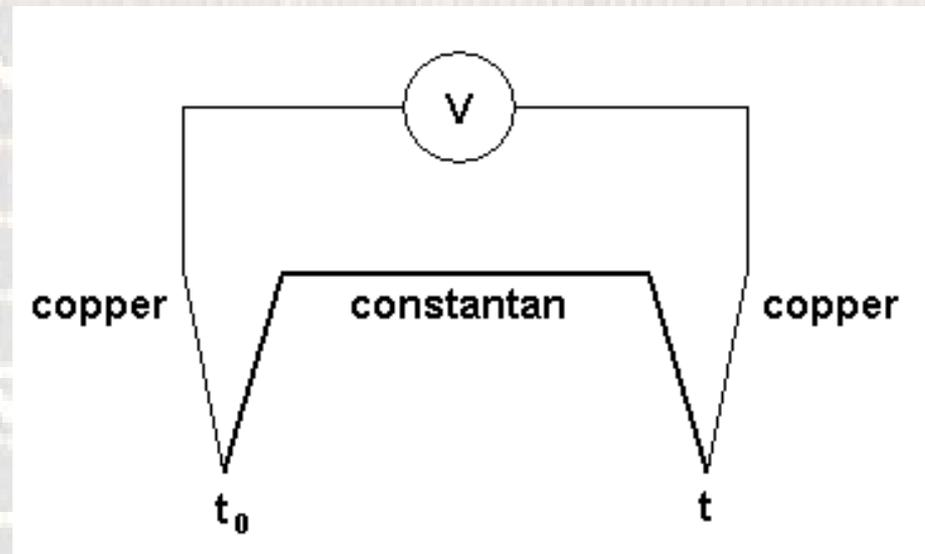 V
copper
constantan
copper
t₀
t